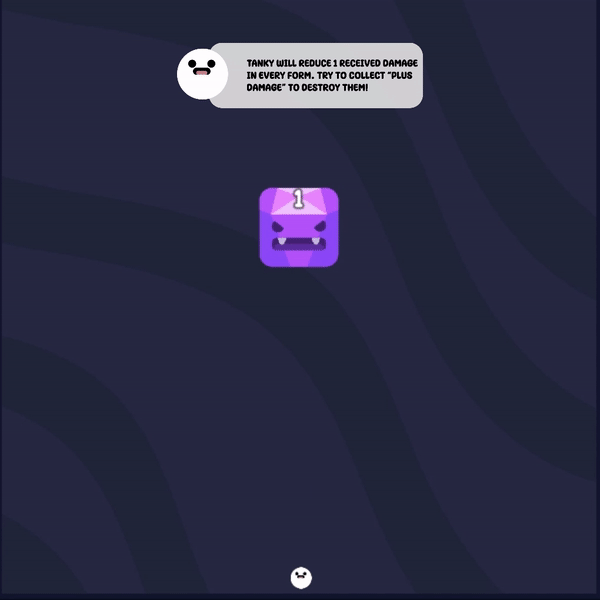 TANKY WILL REDUCE 1 RECEIVED DAMAGE
IN EVERY FORM. TRY TO COLLECT "PLUS
DAMAGE" TO DESTROY THEM!
1